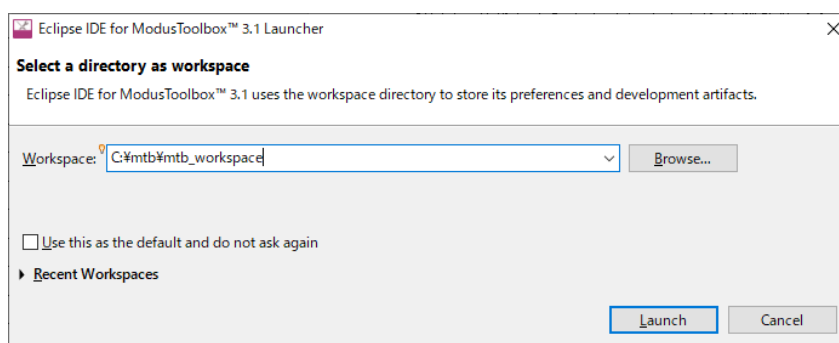 Eclipse IDE for ModusToolbox™ 3.1 Launcher
Select a directory as workspace
Eclipse IDE for ModusToolbox™ 3.1 uses the workspace directory to store its preferences and development artifacts.
Workspace: C:¥mtb¥mtb_workspace Browse...
Use this as the default and do not ask again
Recent Workspaces
Launch Cancel